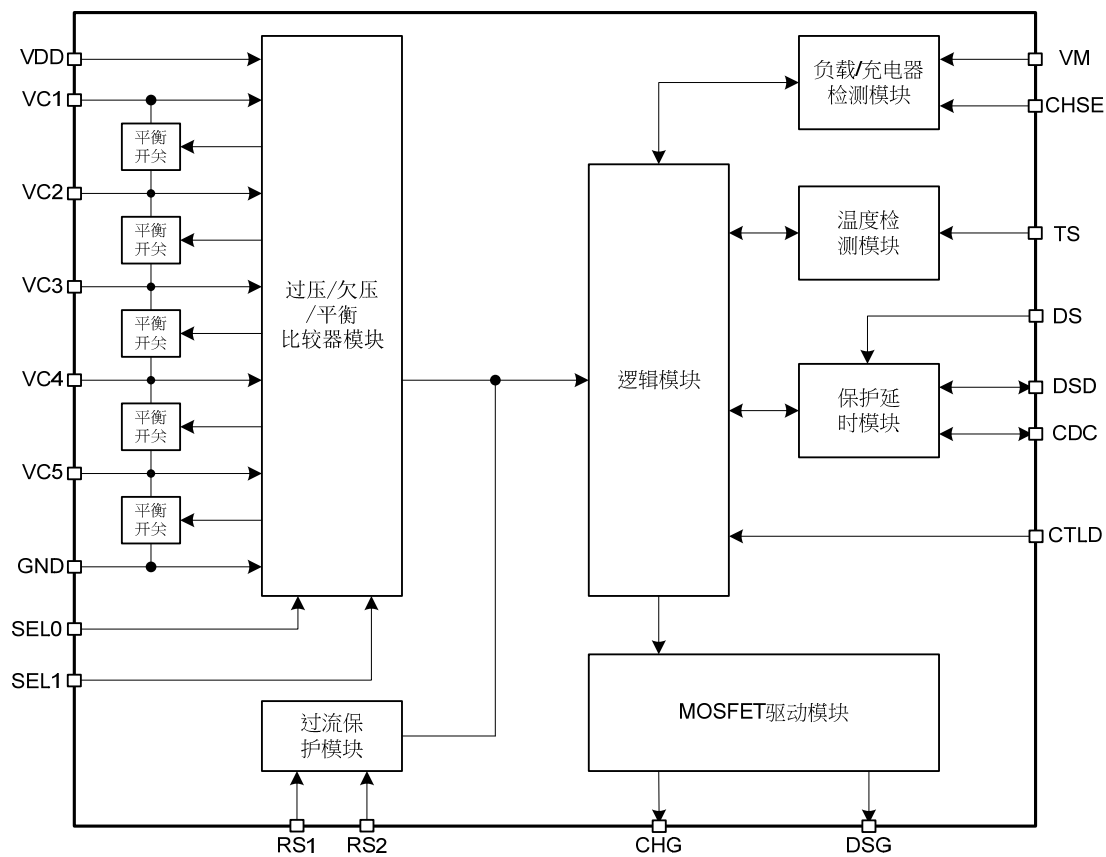 VDD
VC1
平衡
开关
VC2
平衡
开关
VC3
平衡
开关
VC4
平衡
开关
VC5
平衡
开关
GND
SEL0
SEL1
过压/欠压
/平衡
比较器模块
过流保
护模块
RS1
RS2
逻辑模块
负载/充电器
检测模块
温度检
测模块
保护延
时模块
MOSFET驱动模块
CHG
DSG
VM
CHSE
TS
DS
DSD
CDC
CTLD